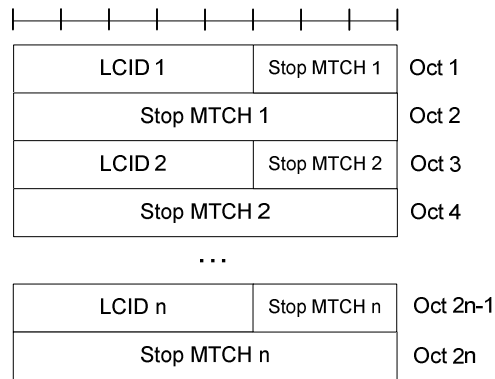 LCID 1 Stop MTCH 1 Oct 1
Stop MTCH 1 Oct 2
LCID 2 Stop MTCH 2 Oct 3
Stop MTCH 2 Oct 4
...
LCID n Stop MTCH n Oct 2n-1
Stop MTCH n Oct 2n